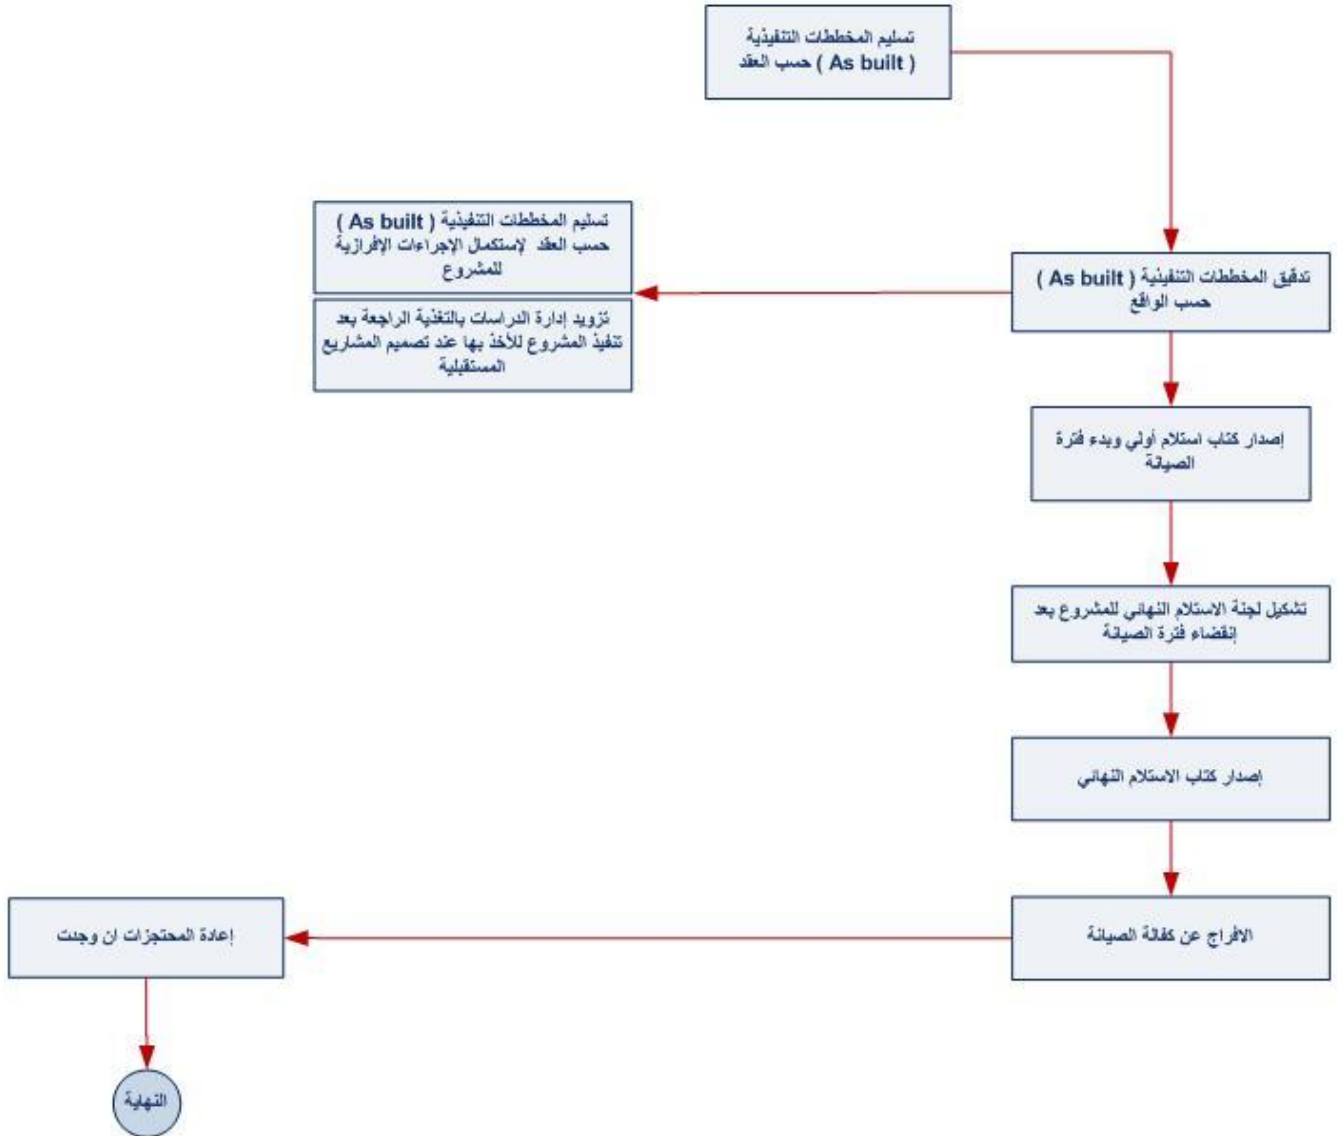 تسليم المخططات التنفيذية
( As built ) حسب العقد
تسليم المخططات التنفيذية ( As built )
حسب العقد لإستكمال الإجراءات الإفرازية
للمشروع
تزويد إدارة الدراسات بالتغذية الراجعة بعد
تنفيذ المشروع للأخذ بها عند تصميم المشاريع
المستقبلية
تدقيق المخططات التنفيذية ( As built )
حسب الواقع
إصدار كتاب استلام أولي وبدء فترة
الصيانة
تشكيل لجنة الاستلام النهائي للمشروع بعد
إنقضاء فترة الصيانة
إصدار كتاب الاستلام النهائي
الافراج عن كفالة الصيانة
إعادة المحتجزات ان وجدت
النهاية